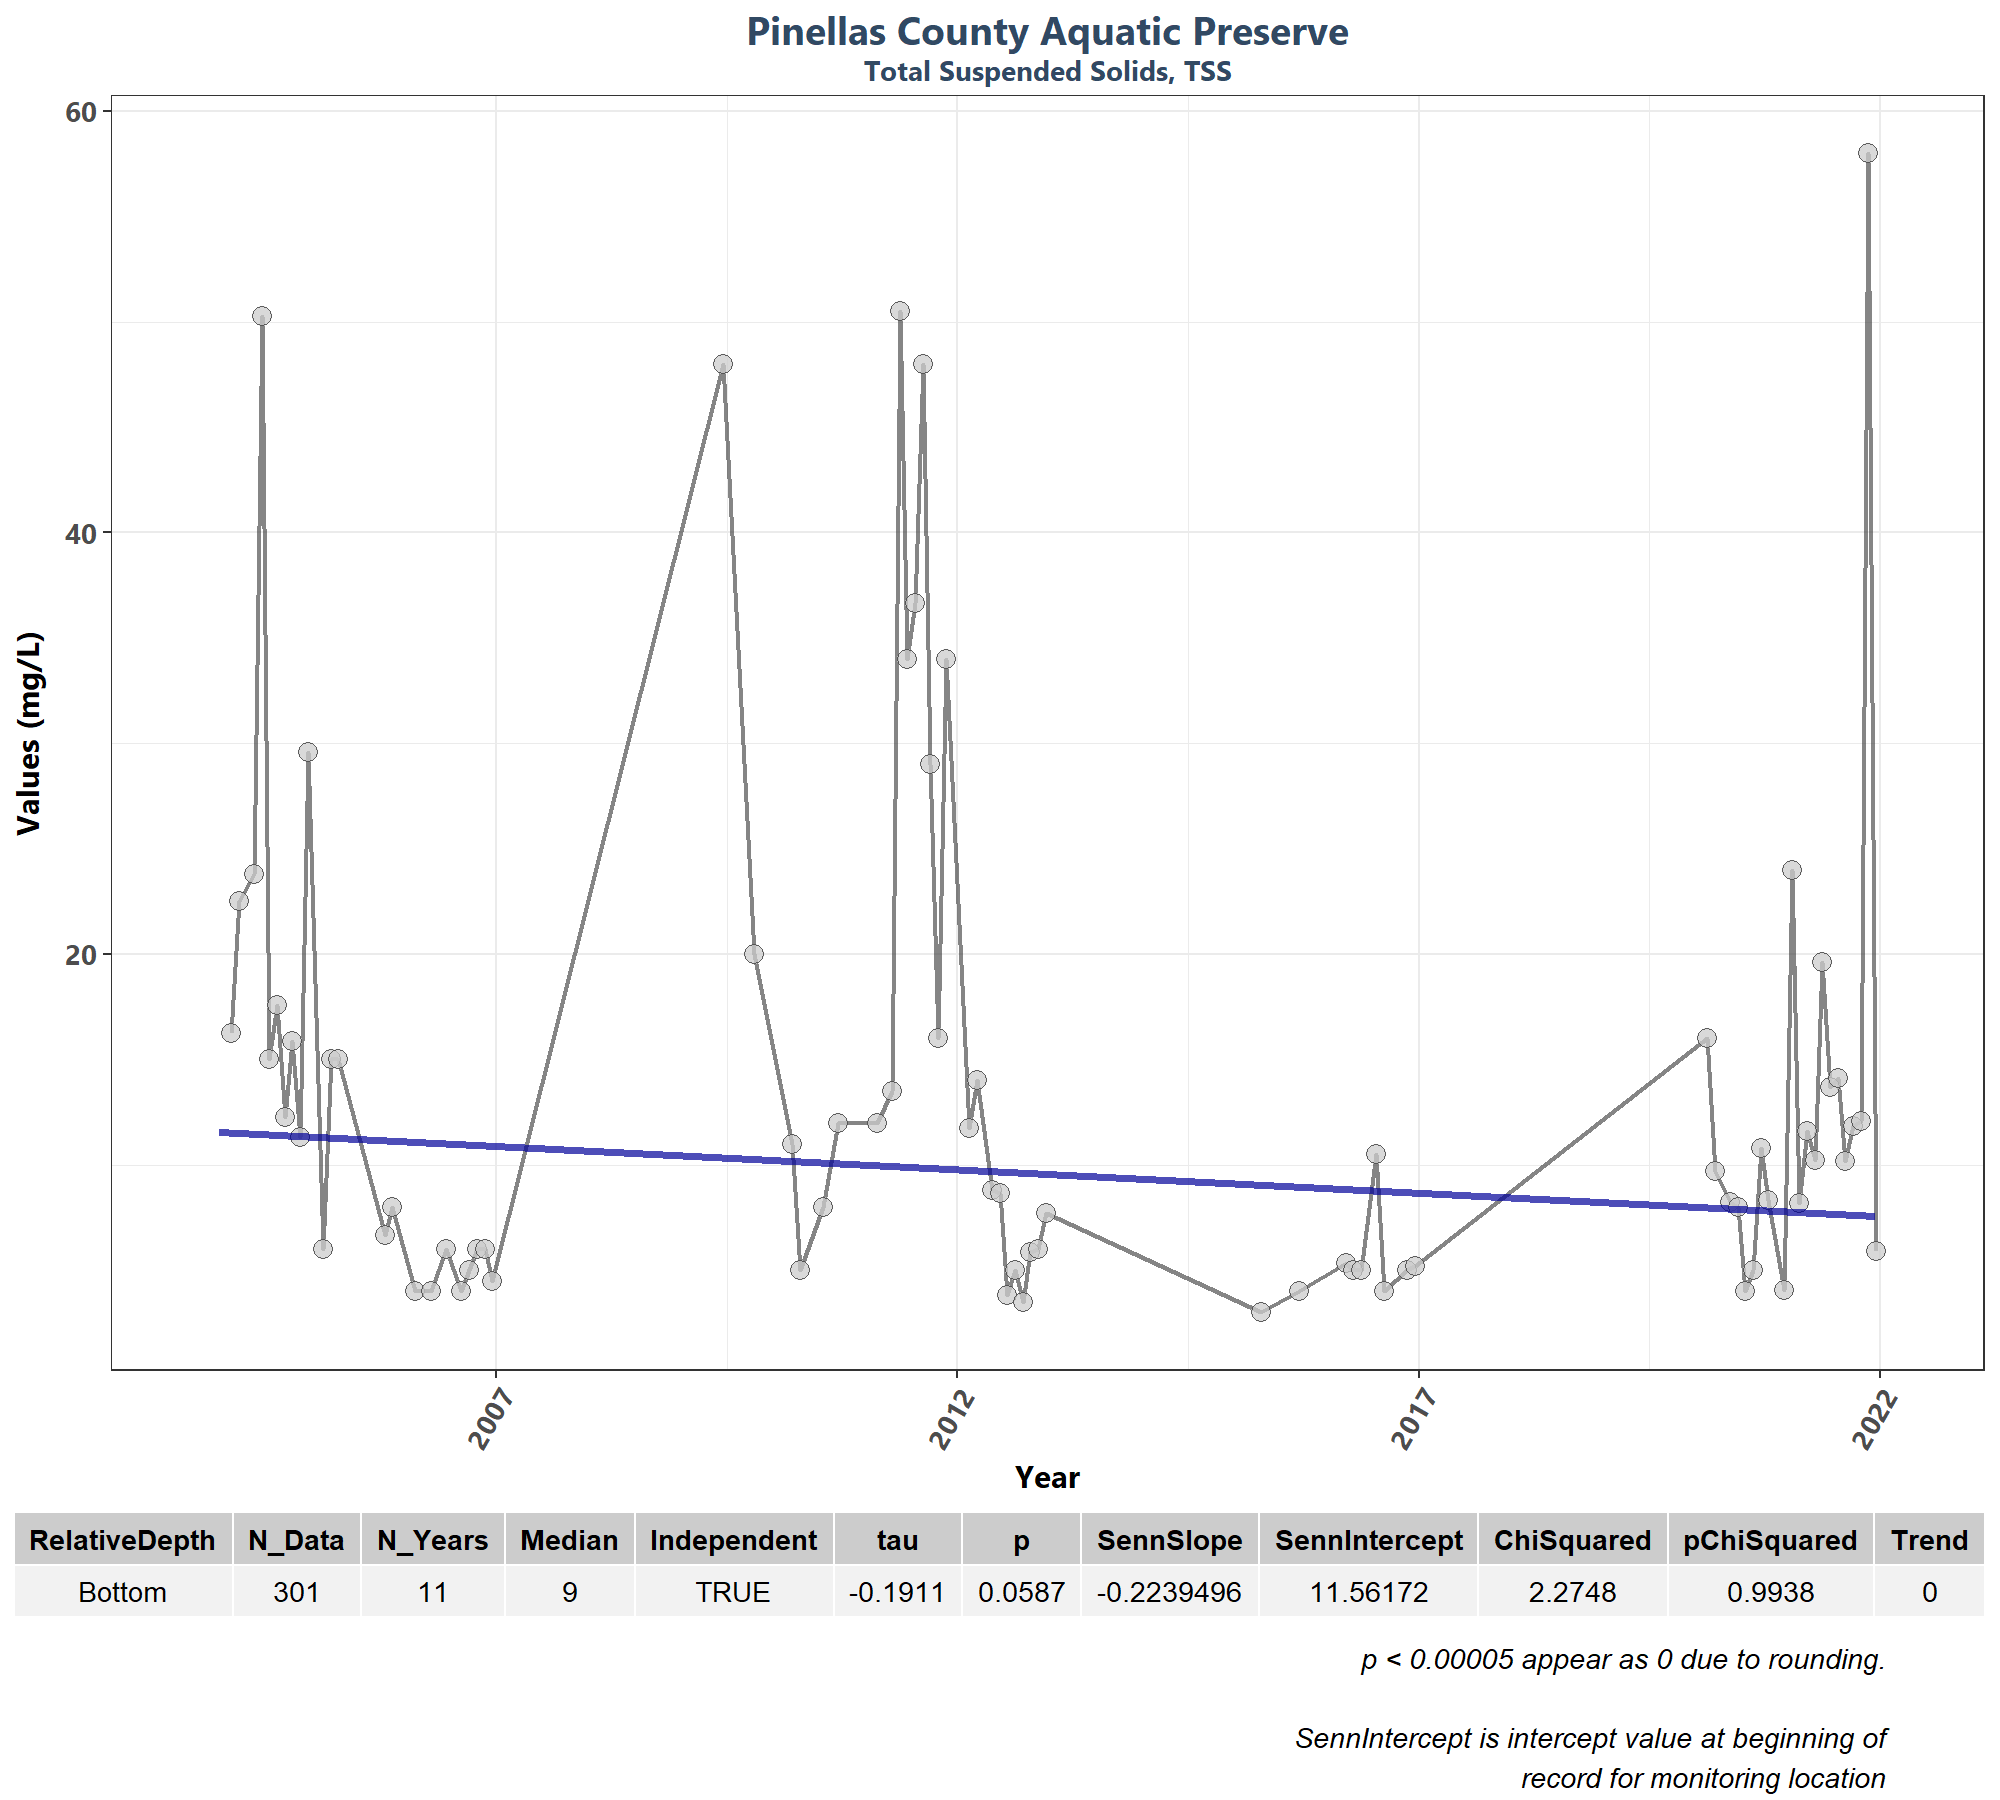 Pinellas County Aquatic Preserve
Total Suspended Solids, TSS
60
40
20
Values (mg/L)
2007
2012
2017
2022
Year
RelativeDepth N_Data N_Years Median Independent tau p SennSlope SennIntercept ChiSquared pChiSquared Trend
Bottom 301 11 9 TRUE -0.1911 0.0587 -0.2239496 11.56172 2.2748 0.9938 0
p < 0.00005 appear as 0 due to rounding.
SennIntercept is intercept value at beginning of
record for monitoring location